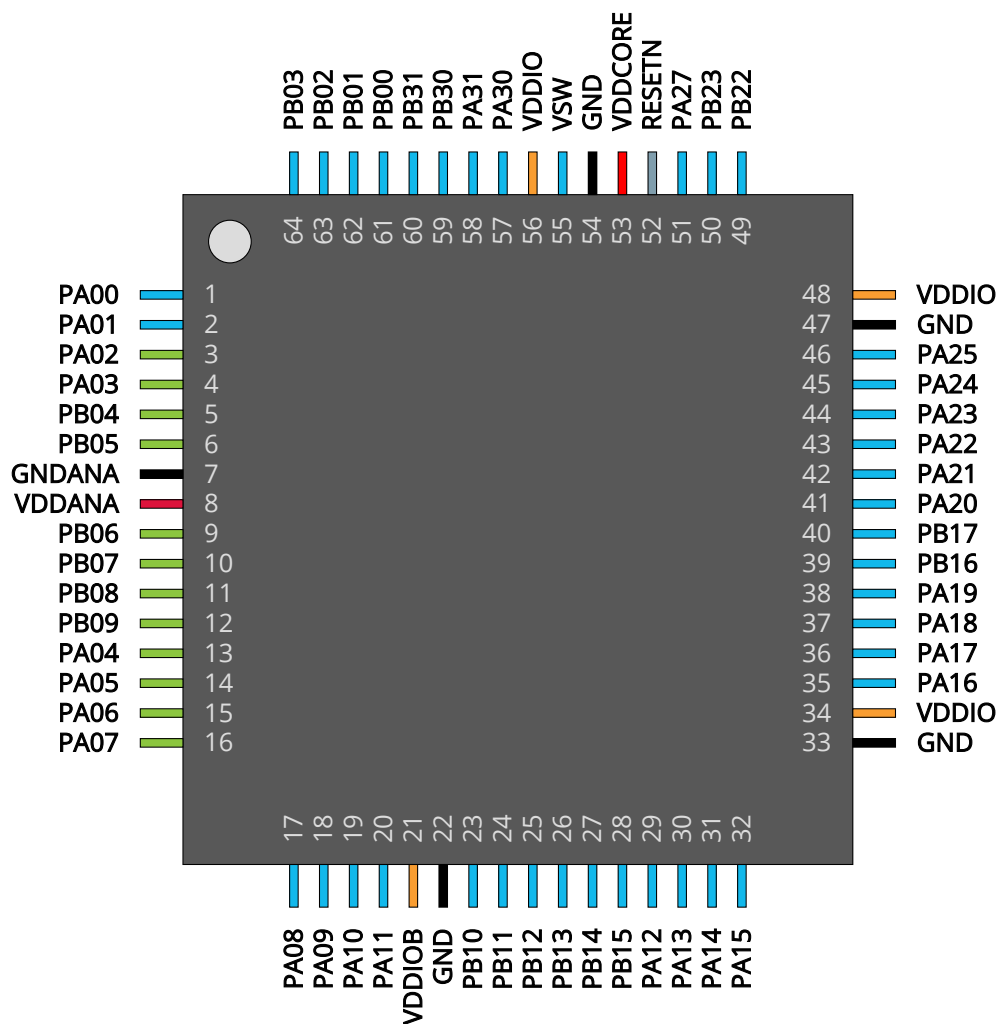 PB03 PB02 PB01 PB00 PB31 PB30 PA31 PA30 VDDIO VSW GND VDDCORE RESETN PA27 PB23 PB22
64 63 62 61 60 59 58 57 56 55 54 53 52 51 50 49
PA00 1 48 VDDIO
PA01 2 47 GND
PA02 3 46 PA25
PA03 4 45 PA24
PB04 5 44 PA23
PB05 6 43 PA22
GNDANA 7 42 PA21
VDDANA 8 41 PA20
PB06 9 40 PB17
PB07 10 39 PB16
PB08 11 38 PA19
PB09 12 37 PA18
PA04 13 36 PA17
PA05 14 35 PA16
PA06 15 34 VDDIO
PA07 16 33 GND
17 18 19 20 21 22 23 24 25 26 27 28 29 30 31 32
PA08 PA09 PA10 PA11 VDDIOB GND PB10 PB11 PB12 PB13 PB14 PB15 PA12 PA13 PA14 PA15